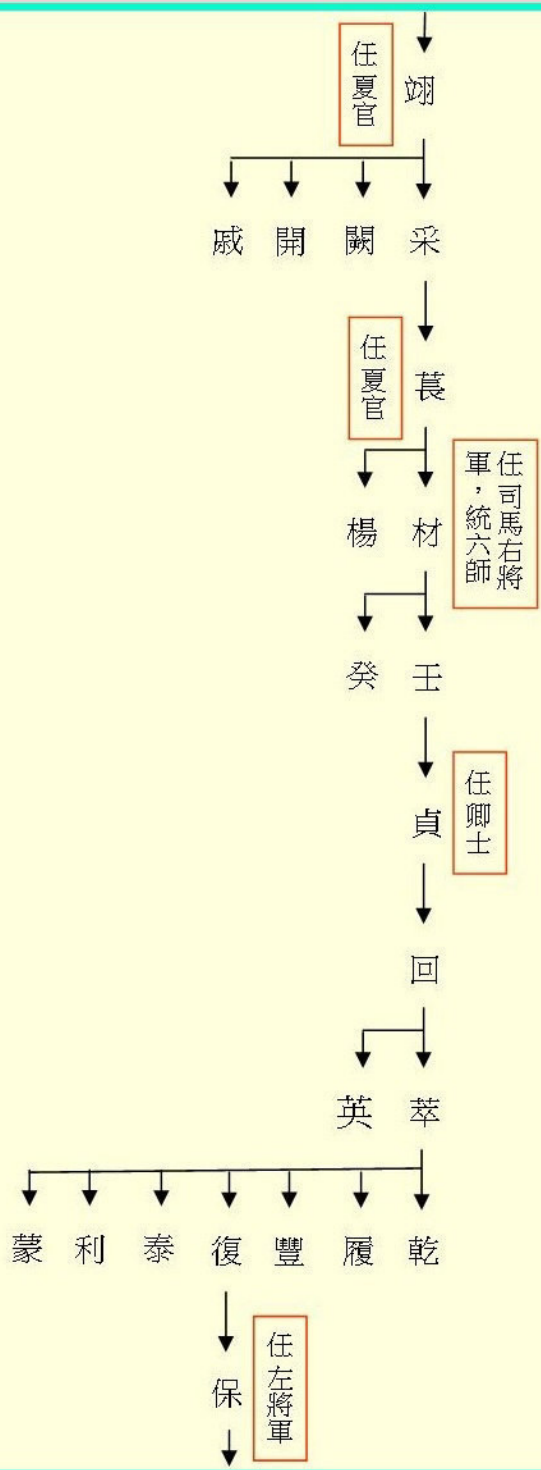 翊
任夏官
采 闕 開 戚
萇
任夏官
任司馬右將
軍，統六師
材 楊
壬 癸
任卿士
貞
回
萃 英
乾 履 豐 復 泰 利 蒙
任左將軍
保